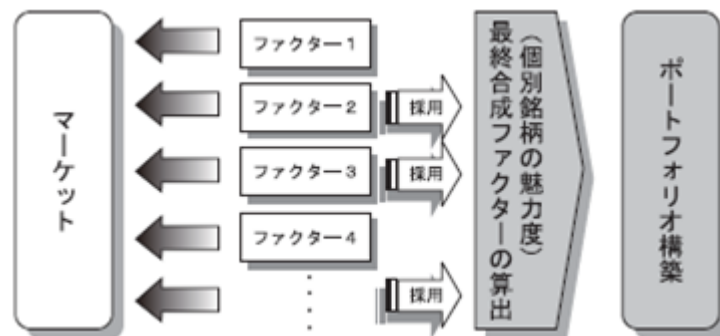 マーケット
ファクター1
ファクター2
採用
ファクター3
採用
ファクター4
採用
(個別銘柄の魅力度)
最終合成ファクターの算出
ポートフォリオ構築